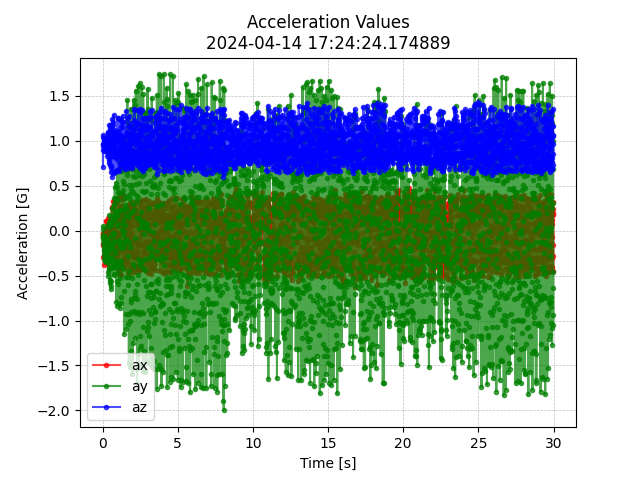 Acceleration Values
2024-04-14 17:24:24.174889
Acceleration [G]
1.5
1.0
0.5
0.0
−0.5
−1.0
−1.5
−2.0
ax
ay
az
0 5 10 15 20 25 30
Time [s]